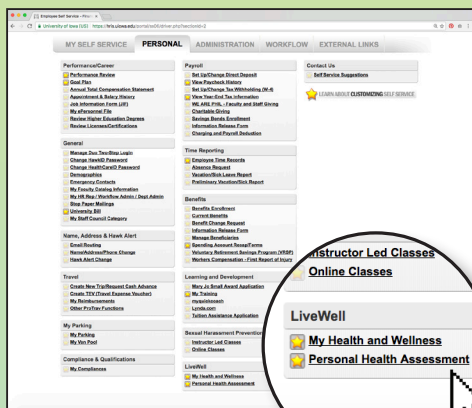 Employee Self Service - Pers
University of Iowa [US] https://hris.uiowa.edu/portal
MY SELF SERVICE PERSONAL ADMINISTRATION WORKFLOW EXTERNAL LINKS
Performance/Career
Performance Review
Goal Plan
Annual Total Compensation Statement
Appointment & Salary History
Job Information Form (JIF)
My ePersonnel File
Review Higher Education Degrees
Review Licenses/Certifications
General
Manage Duo Two-Step Login
Change HawkID Password
Change HealthCareID Password
Demographics
Emergency Contacts
My Faculty Catalog Information
My HR Rep / Workflow Admin / Dept Admin
Stop Paper Mailings
University Bill
My Staff Council Category
Name, Address & Hawk Alert
Email Routing
Name/Address/Phone Change
Hawk Alert Change
Travel
Create New Trip/Request Cash Advance
Create TEV (Travel Expense Voucher)
My Reimbursements
Other ProTrav Functions
My Parking
My Parking
My Van Pool
Compliance & Qualifications
My Compliances
Payroll
Set Up/Change Direct Deposit
View Paycheck History
Set Up/Change Tax Withholding (W-4)
View Year-End Tax Information
WE ARE PHIL - Faculty and Staff Giving
Charitable Giving
Savings Bonds Enrollment
Information Release Form
Charging and Payroll Deduction
Time Reporting
Employee Time Records
Absence Request
Vacation/Sick Leave Report
Preliminary Vacation/Sick Report
Benefits
Benefits Enrollment
Current Benefits
Benefit Change Request
Information Release Form
Manage Beneficiaries
Spending Account Recap/Forms
Voluntary Retirement Savings Program (VRSP)
Workers Compensation - First Report of Injury
Learning and Development
Mary Jo Small Award Application
My Training
myquickcoach
Lynda.com
Tuition Assistance Application
Sexual Harassment Prevention
Instructor Led Classes
Online Classes
LiveWell
My Health and Wellness
Personal Health Assessment
Contact Us
Self Service Suggestions
LEARN ABOUT CUSTOMIZING SELF SERVICE
Instructor Led Classes
Online Classes
LiveWell
My Health and Wellness
Personal Health Assessment